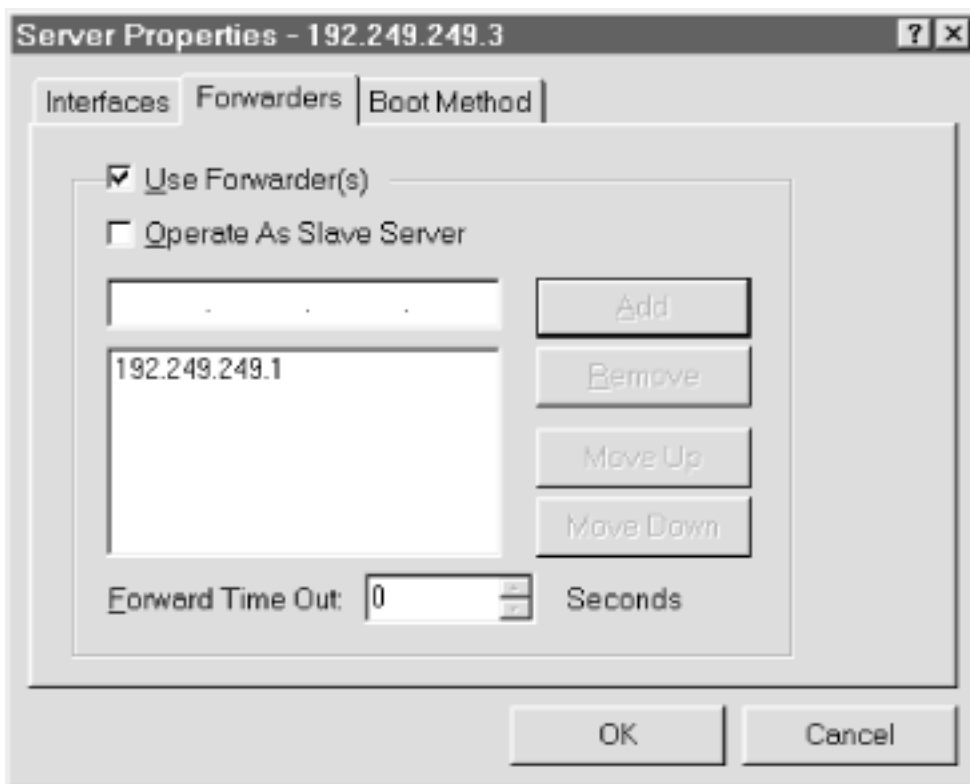 Server Properties - 192.249.249.3
Interfaces Forwarders Boot Method
Use Forwarder(s)
Operate As Slave Server
. . . Add
192.249.249.1
Remove
Move Up
Move Down
Forward Time Out: 0 Seconds
OK Cancel